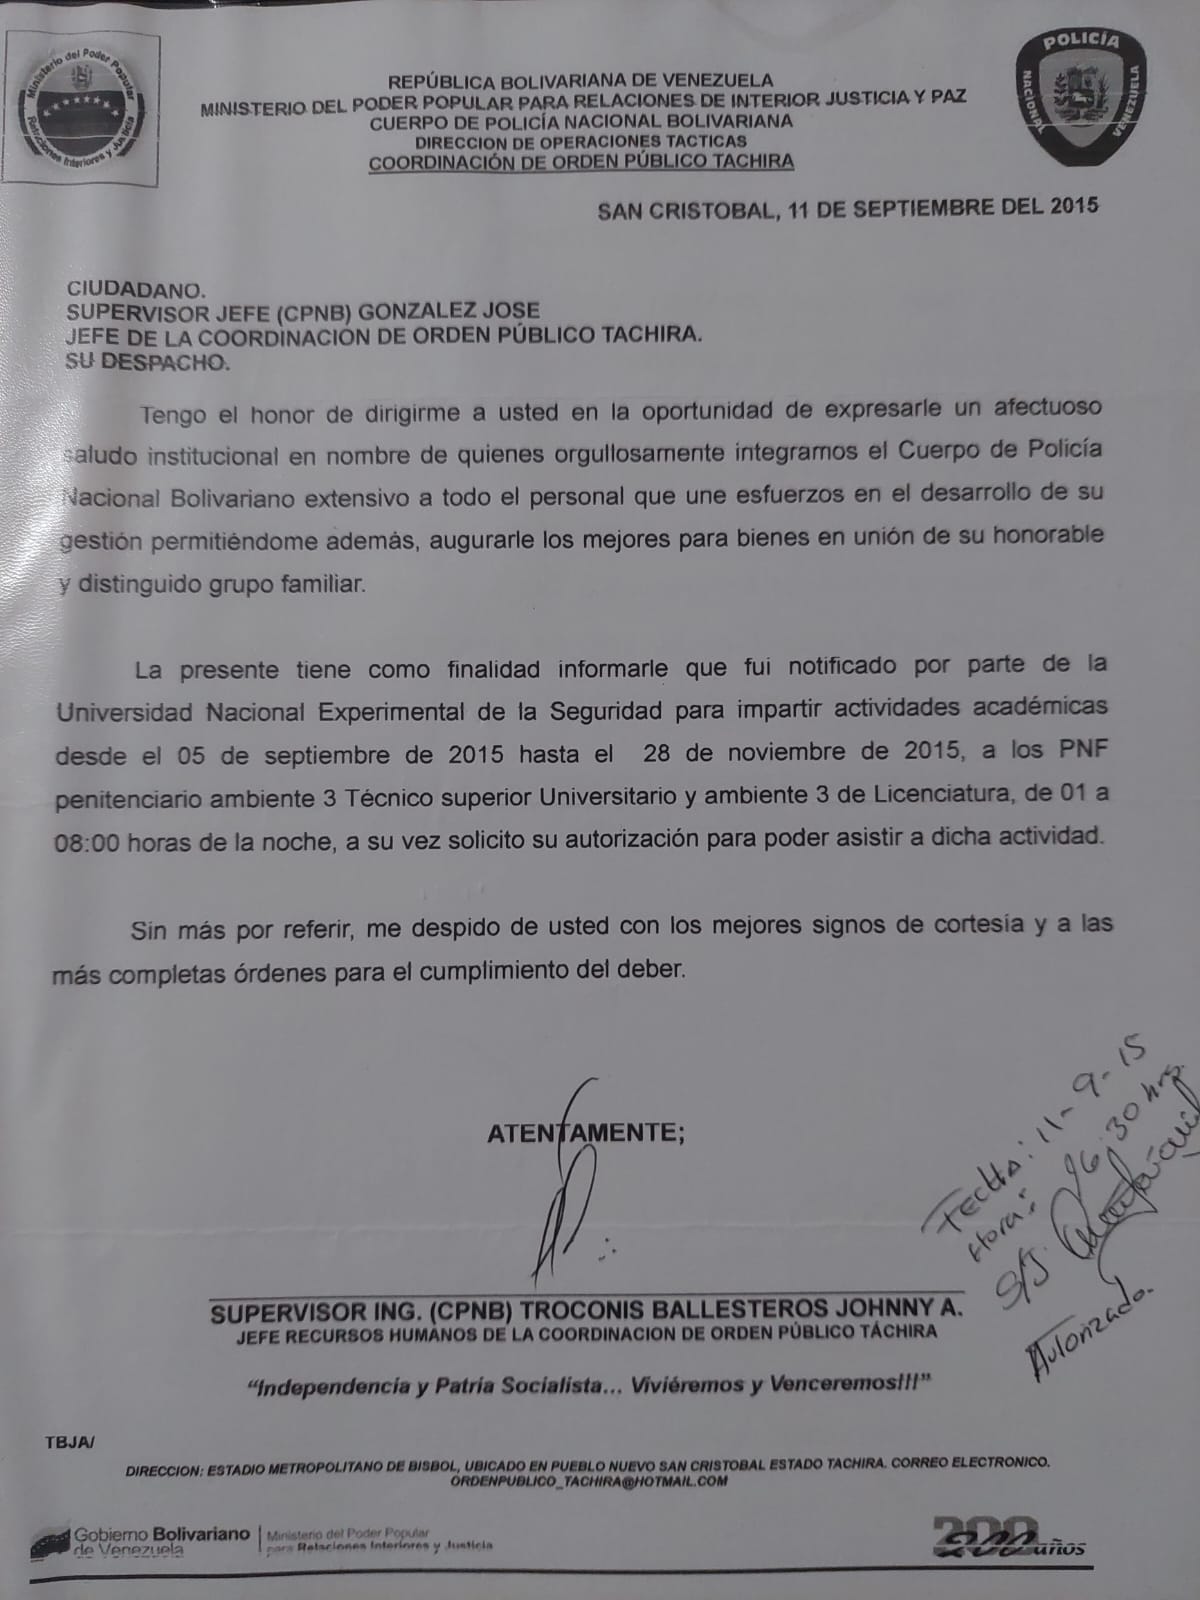 Ministerio del Poder Popular
Relaciones Interiores y Justicia
POLICÍA
NACIONAL
VENEZUELA
REPÚBLICA BOLIVARIANA DE VENEZUELA
MINISTERIO DEL PODER POPULAR PARA RELACIONES DE INTERIOR JUSTICIA Y PAZ
CUERPO DE POLICÍA NACIONAL BOLIVARIANA
DIRECCION DE OPERACIONES TACTICAS
COORDINACIÓN DE ORDEN PÚBLICO TACHIRA
SAN CRISTOBAL, 11 DE SEPTIEMBRE DEL 2015
CIUDADANO.
SUPERVISOR JEFE (CPNB) GONZALEZ JOSE
JEFE DE LA COORDINACION DE ORDEN PÚBLICO TACHIRA.
SU DESPACHO.
Tengo el honor de dirigirme a usted en la oportunidad de expresarle un afectuoso
saludo institucional en nombre de quienes orgullosamente integramos el Cuerpo de Policía
Nacional Bolivariano extensivo a todo el personal que une esfuerzos en el desarrollo de su
gestión permitiéndome además, augurarle los mejores para bienes en unión de su honorable
y distinguido grupo familiar.
La presente tiene como finalidad informarle que fui notificado por parte de la
Universidad Nacional Experimental de la Seguridad para impartir actividades académicas
desde el 05 de septiembre de 2015 hasta el 28 de noviembre de 2015, a los PNF
penitenciario ambiente 3 Técnico superior Universitario y ambiente 3 de Licenciatura, de 01 a
08:00 horas de la noche, a su vez solicito su autorización para poder asistir a dicha actividad.
Sin más por referir, me despido de usted con los mejores signos de cortesía y a las
más completas órdenes para el cumplimiento del deber.
ATENTAMENTE;
Fecha: 11-9-15
Hora: 16:30 hrs.
S/J.
Autorizado.
SUPERVISOR ING. (CPNB) TROCONIS BALLESTEROS JOHNNY A.
JEFE RECURSOS HUMANOS DE LA COORDINACION DE ORDEN PÚBLICO TÁCHIRA
“Independencia y Patria Socialista... Viviéremos y Venceremos!!!”
TBJA/
DIRECCION: ESTADIO METROPOLITANO DE BISBOL, UBICADO EN PUEBLO NUEVO SAN CRISTOBAL ESTADO TACHIRA. CORREO ELECTRONICO.
ORDENPUBLICO_TACHIRA@HOTMAIL.COM
Gobierno Bolivariano
de Venezuela
Ministerio del Poder Popular
para Relaciones Interiores y Justicia
200 años